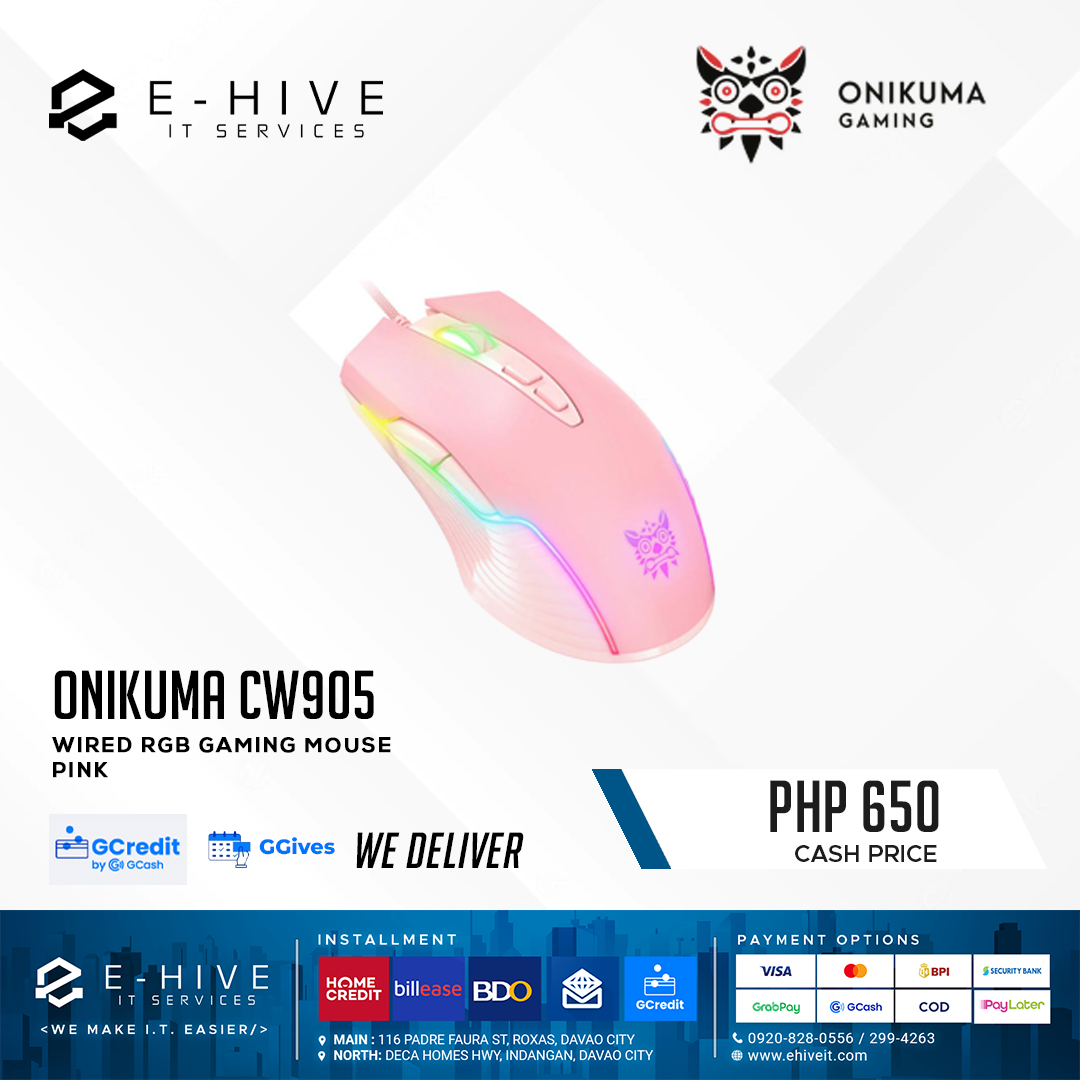 E-HIVE
IT SERVICES
ONIKUMA
GAMING
ONIKUMA CW905
WIRED RGB GAMING MOUSE
PINK
GCredit
by GCash
GGives
WE DELIVER
PHP 650
CASH PRICE
E-HIVE
IT SERVICES
<WE MAKE I.T. EASIER/>
INSTALLMENT
HOME
CREDIT
billease
BDO
GCredit
MAIN : 116 PADRE FAURA ST, ROXAS, DAVAO CITY
NORTH: DECA HOMES HWY, INDANGAN, DAVAO CITY
PAYMENT OPTIONS
VISA
BPI
SECURITY BANK
GrabPay
GCash
COD
PayLater
0920-828-0556 / 299-4263
www.ehiveit.com